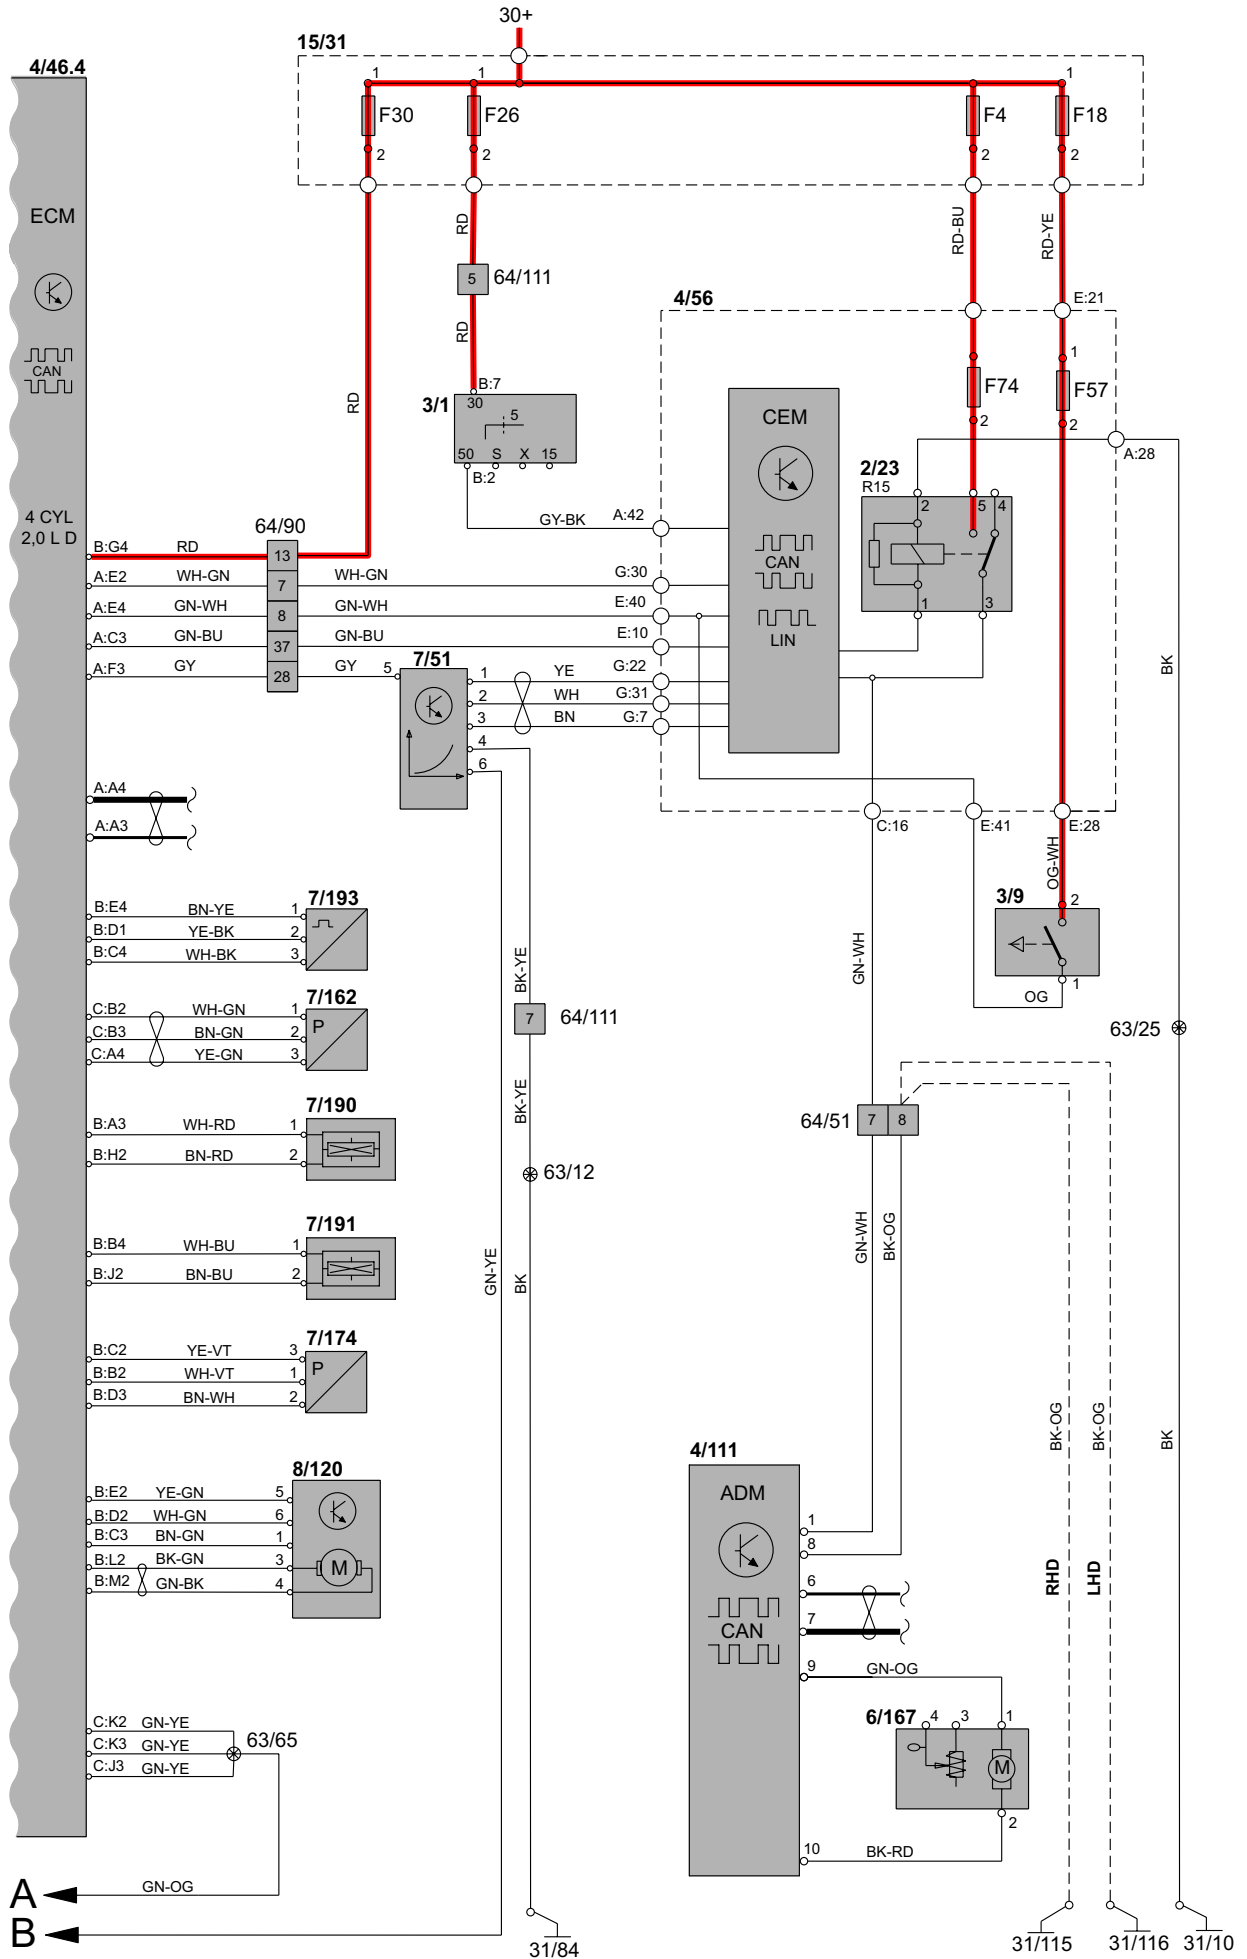 30+
15/31
4/46.4
1 1 1
F30 F26 F4 F18
2 2 2 2
ECM
RD RD-BU RD-YE
5 64/111
4/56 E:21
CAN
RD
1
B:7
F74 F57
RD 3/1 30
CEM
5
2 2
50 S X 15
A:28
B:2
2/23
R15
4 CYL
2,0 L D
64/90
GY-BK A:42
2 5 4
B:G4 RD 13
CAN
A:E2 WH-GN 7 WH-GN G:30
A:E4 GN-WH 8 GN-WH E:40
1 3
A:C3 GN-BU 37 GN-BU E:10
LIN
7/51
A:F3 GY 28 GY 5 1 YE G:22
BK
2 WH G:31
3 BN G:7
4
6
A:A4
C:16 E:41 E:28
A:A3
OG-WH
7/193
3/9 2
B:E4 BN-YE 1
B:D1 YE-BK 2
B:C4 WH-BK 3
BK-YE GN-WH
1
OG
7/162
C:B2 WH-GN 1
P
7 64/111
63/25
C:B3 BN-GN 2
C:A4 YE-GN 3
7/190
BK-YE
64/51 7 8
B:A3 WH-RD 1
B:H2 BN-RD 2
63/12
7/191
B:B4 WH-BU 1
GN-YE BK GN-WH BK-OG
B:J2 BN-BU 2
7/174
B:C2 YE-VT 3
P
B:B2 WH-VT 1
B:D3 BN-WH 2
BK-OG BK-OG BK
4/111
8/120
B:E2 YE-GN 5
ADM
B:D2 WH-GN 6
1
B:C3 BN-GN 1
8
B:L2 BK-GN 3
M
B:M2 GN-BK 4
6
RHD LHD
7
CAN
9 GN-OG
C:K2 GN-YE
6/167 4 3 1
C:K3 GN-YE 63/65
C:J3 GN-YE
M
2
10 BK-RD
A GN-OG
B
31/84 31/115 31/116 31/10